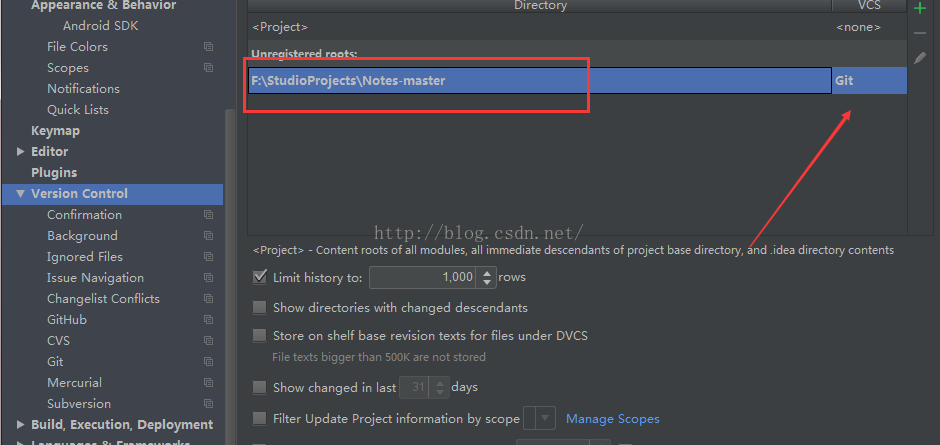 Appearance & Behavior
Android SDK
File Colors
Scopes
Notifications
Quick Lists
Keymap
Editor
Plugins
Version Control
Confirmation
Background
Ignored Files
Issue Navigation
Changelist Conflicts
GitHub
CVS
Git
Mercurial
Subversion
Build, Execution, Deployment
Languages & Frameworks
Directory VCS
<Project> <none>
Unregistered roots:
F:\StudioProjects\Notes-master Git
http://blog.csdn.net/
<Project> - Content roots of all modules, all immediate descendants of project base directory, and .idea directory contents
Limit history to: 1,000 rows
Show directories with changed descendants
Store on shelf base revision texts for files under DVCS
File texts bigger than 500K are not stored
Show changed in last 31 days
Filter Update Project information by scope Manage Scopes